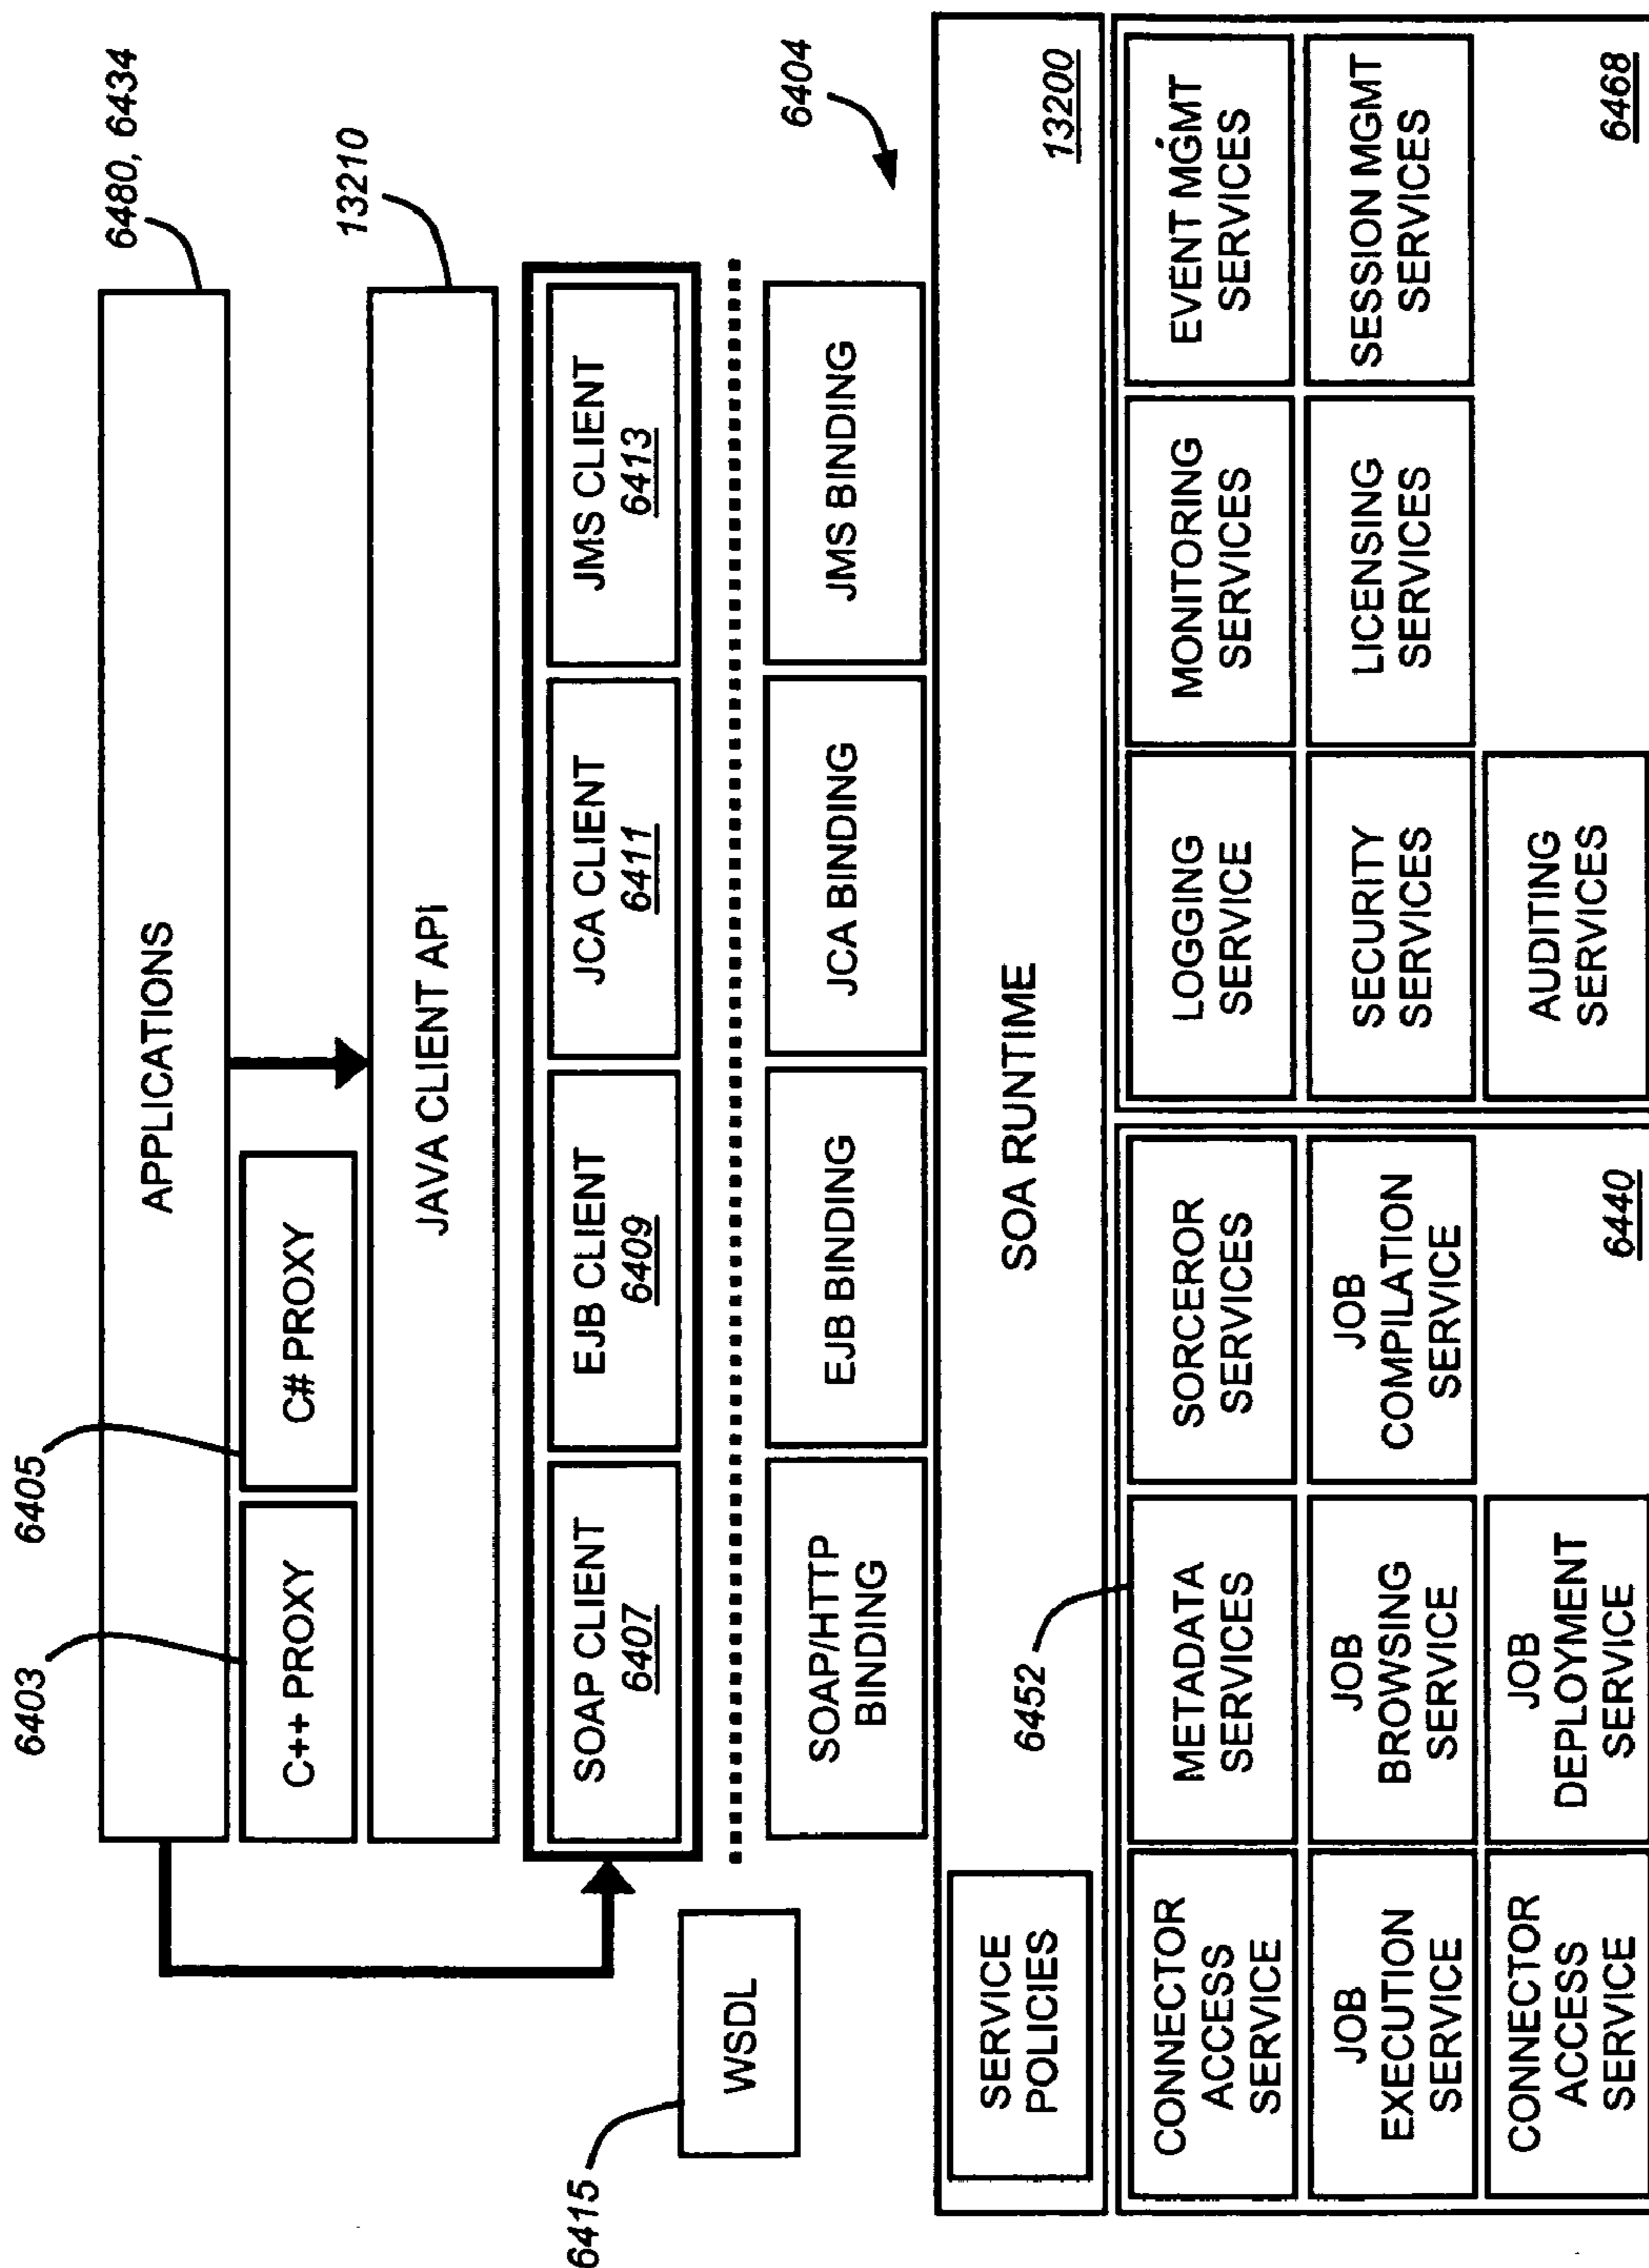 6480, 6434
APPLICATIONS
6403
6405
C++ PROXY
C# PROXY
13210
JAVA CLIENT API
SOAP CLIENT
6407
EJB CLIENT
6409
JCA CLIENT
6411
JMS CLIENT
6413
6415
WSDL
SOAP/HTTP
BINDING
EJB BINDING
JCA BINDING
JMS BINDING
6404
SERVICE
POLICIES
SOA RUNTIME
13200
6452
CONNECTOR
ACCESS
SERVICE
METADATA
SERVICES
SORCEROR
SERVICES
JOB
EXECUTION
SERVICE
JOB
BROWSING
SERVICE
JOB
COMPILATION
SERVICE
CONNECTOR
ACCESS
SERVICE
JOB
DEPLOYMENT
SERVICE
6440
LOGGING
SERVICE
MONITORING
SERVICES
EVENT MGMT
SERVICES
SECURITY
SERVICES
LICENSING
SERVICES
SESSION MGMT
SERVICES
AUDITING
SERVICES
6468